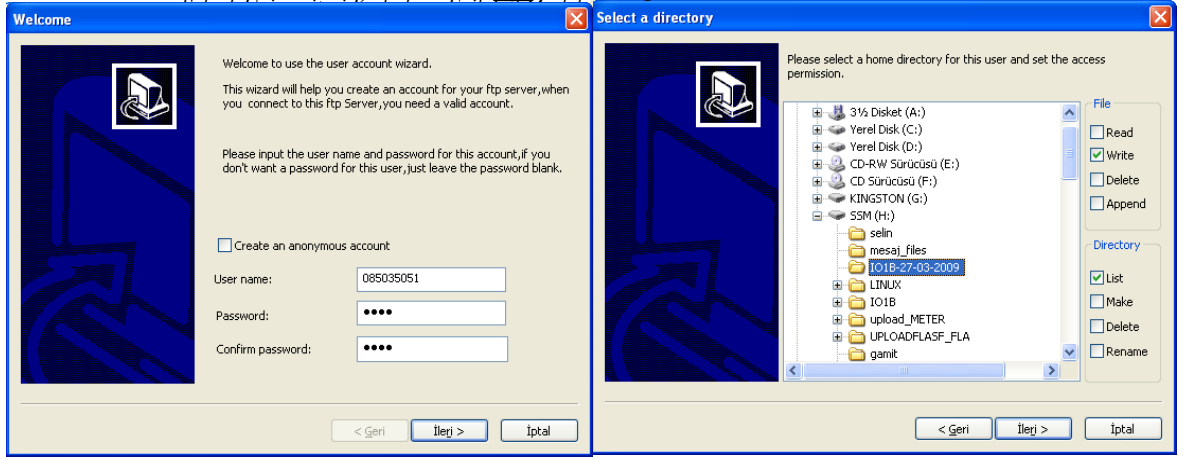 Welcome
Welcome to use the user account wizard.
This wizard will help you create an account for your ftp server,when
you connect to this ftp Server,you need a valid account.
Please input the user name and password for this account,if you
don't want a password for this user,just leave the password blank.
Create an anonymous account
User name:
085035051
Password:
••••
Confirm password:
••••
< Geri
İleri >
İptal
Select a directory
Please select a home directory for this user and set the access
permission.
3½ Disket (A:)
Yerel Disk (C:)
Yerel Disk (D:)
CD-RW Sürücüsü (E:)
CD Sürücüsü (F:)
KINGSTON (G:)
SSM (H:)
selin
mesaj_files
IO1B-27-03-2009
LINUX
IO1B
upload_METER
UPLOADFLASF_FLA
gamit
File
Read
Write
Delete
Append
Directory
List
Make
Delete
Rename
< Geri
İleri >
İptal